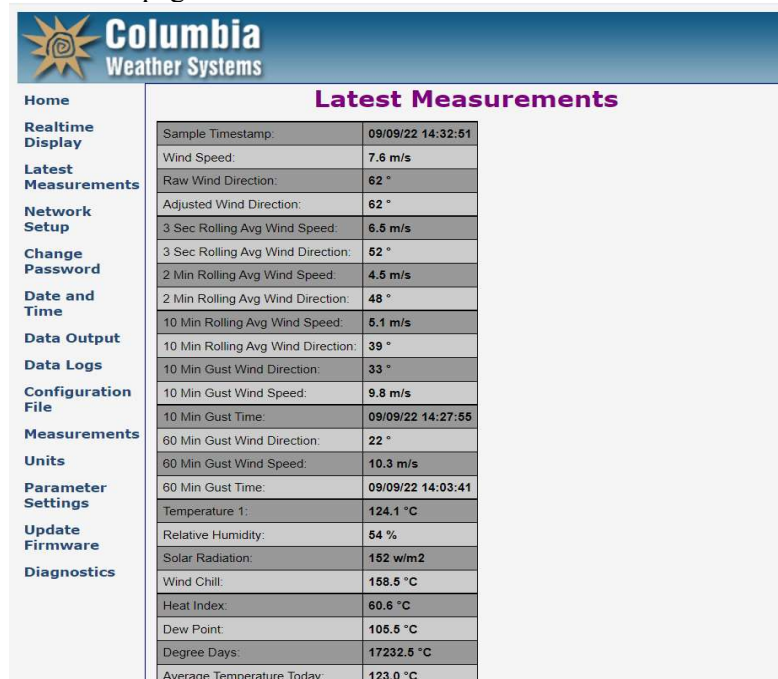 Columbia
Weather Systems
Latest Measurements
Home
Realtime
Display
Latest
Measurements
Network
Setup
Change
Password
Date and
Time
Data Output
Data Logs
Configuration
File
Measurements
Units
Parameter
Settings
Update
Firmware
Diagnostics
Sample Timestamp: 09/09/22 14:32:51
Wind Speed: 7.6 m/s
Raw Wind Direction: 62 °
Adjusted Wind Direction: 62 °
3 Sec Rolling Avg Wind Speed: 6.5 m/s
3 Sec Rolling Avg Wind Direction: 52 °
2 Min Rolling Avg Wind Speed: 4.5 m/s
2 Min Rolling Avg Wind Direction: 48 °
10 Min Rolling Avg Wind Speed: 5.1 m/s
10 Min Rolling Avg Wind Direction: 39 °
10 Min Gust Wind Direction: 33 °
10 Min Gust Wind Speed: 9.8 m/s
10 Min Gust Time: 09/09/22 14:27:55
60 Min Gust Wind Direction: 22 °
60 Min Gust Wind Speed: 10.3 m/s
60 Min Gust Time: 09/09/22 14:03:41
Temperature 1: 124.1 °C
Relative Humidity: 54 %
Solar Radiation: 152 w/m2
Wind Chill: 158.5 °C
Heat Index: 60.6 °C
Dew Point: 105.5 °C
Degree Days: 17232.5 °C
Average Temperature Today: 123.0 °C